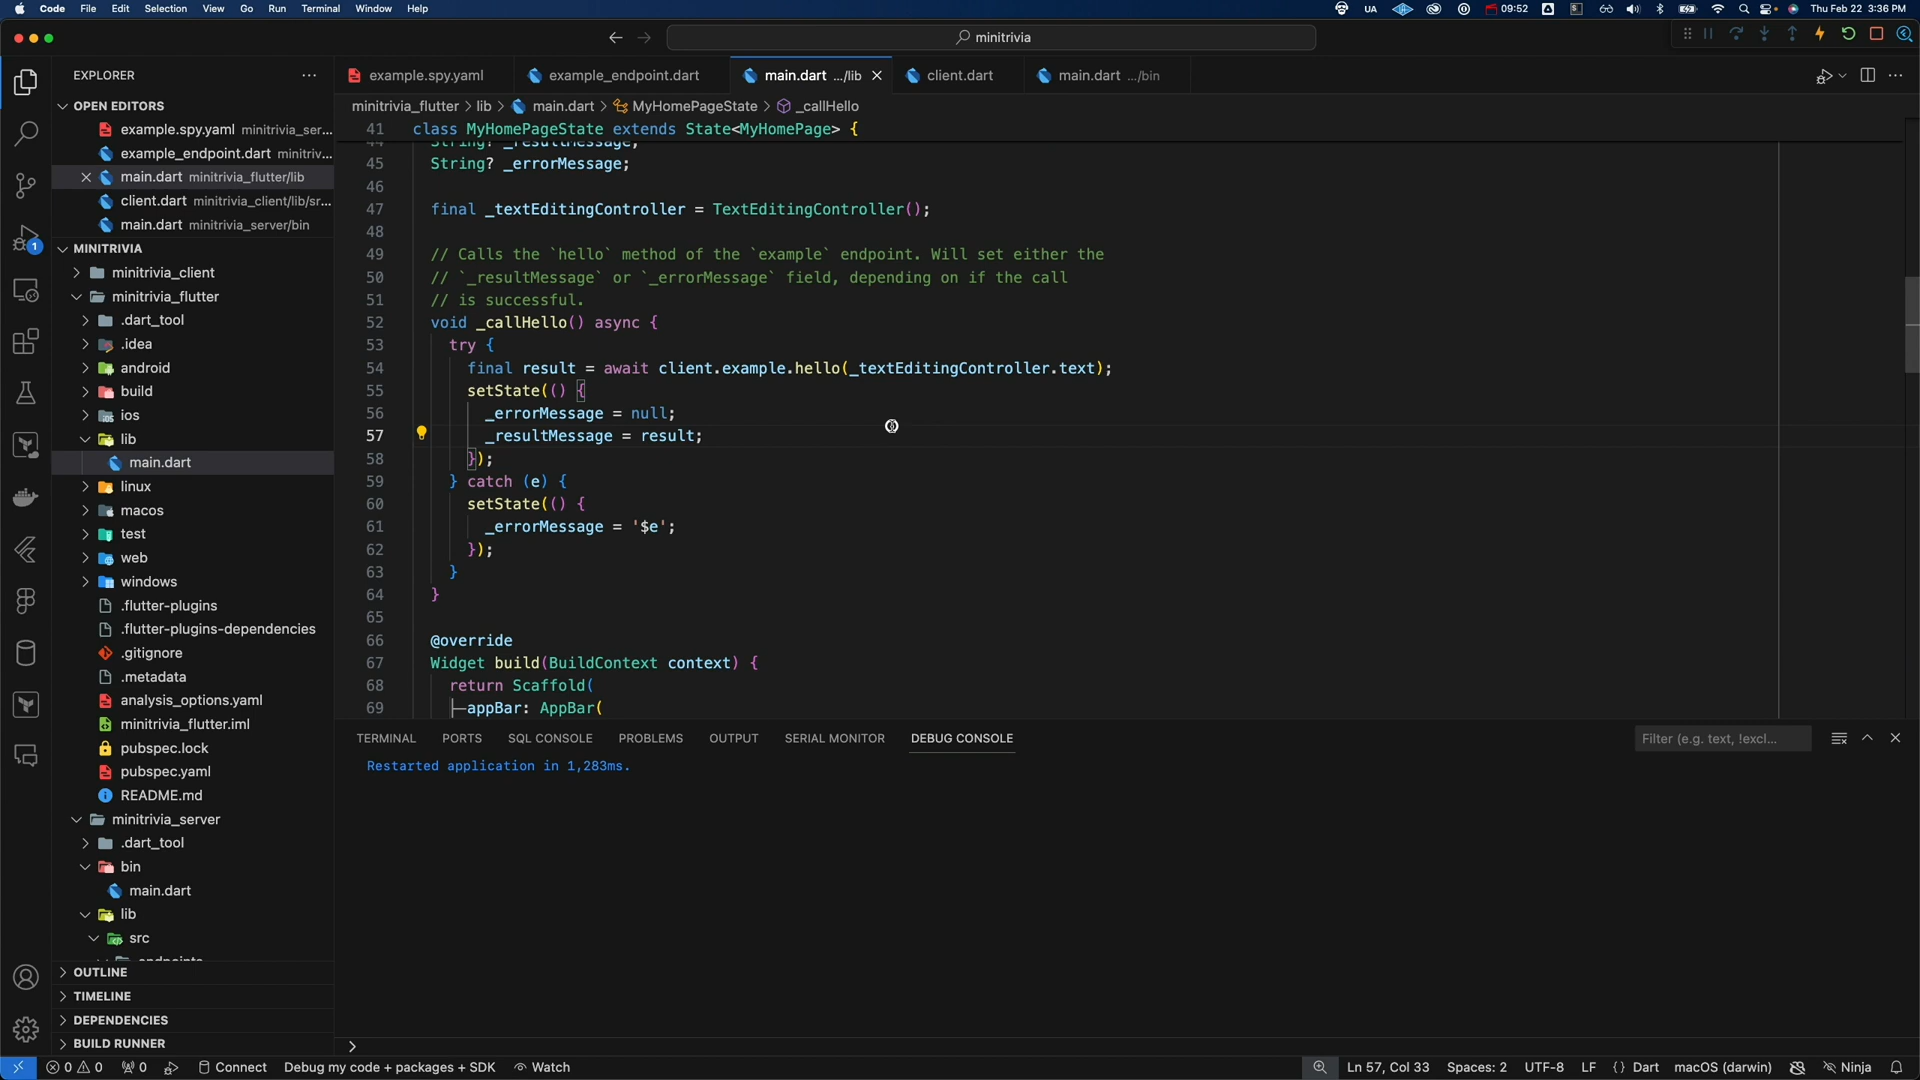 Code File Edit Selection View Go Run Terminal Window Help
UA 09:52 Thu Feb 22 3:36 PM
minitrivia
EXPLORER
OPEN EDITORS
example.spy.yaml minitrivia_ser...
example_endpoint.dart minitriv...
main.dart minitrivia_flutter/lib
client.dart minitrivia_client/lib/sr...
main.dart minitrivia_server/bin
MINITRIVIA
minitrivia_client
minitrivia_flutter
.dart_tool
.idea
android
build
ios
lib
main.dart
linux
macos
test
web
windows
.flutter-plugins
.flutter-plugins-dependencies
.gitignore
.metadata
analysis_options.yaml
minitrivia_flutter.iml
pubspec.lock
pubspec.yaml
README.md
minitrivia_server
.dart_tool
bin
main.dart
lib
src
endpoints
OUTLINE
TIMELINE
DEPENDENCIES
BUILD RUNNER
1
example.spy.yaml example_endpoint.dart main.dart .../lib client.dart main.dart .../bin
minitrivia_flutter > lib > main.dart > MyHomePageState > _callHello
41 class MyHomePageState extends State<MyHomePage> {
44 String? _resultMessage;
45 String? _errorMessage;
46
47 final _textEditingController = TextEditingController();
48
49 // Calls the `hello` method of the `example` endpoint. Will set either the
50 // `_resultMessage` or `_errorMessage` field, depending on if the call
51 // is successful.
52 void _callHello() async {
53 try {
54 final result = await client.example.hello(_textEditingController.text);
55 setState(() {
56 _errorMessage = null;
57 _resultMessage = result;
58 });
59 } catch (e) {
60 setState(() {
61 _errorMessage = '$e';
62 });
63 }
64 }
65
66 @override
67 Widget build(BuildContext context) {
68 return Scaffold(
69 appBar: AppBar(
TERMINAL PORTS SQL CONSOLE PROBLEMS OUTPUT SERIAL MONITOR DEBUG CONSOLE
Filter (e.g. text, !excl...
Restarted application in 1,283ms.
0 0 0 Connect Debug my code + packages + SDK Watch
Ln 57, Col 33 Spaces: 2 UTF-8 LF {} Dart macOS (darwin) Ninja